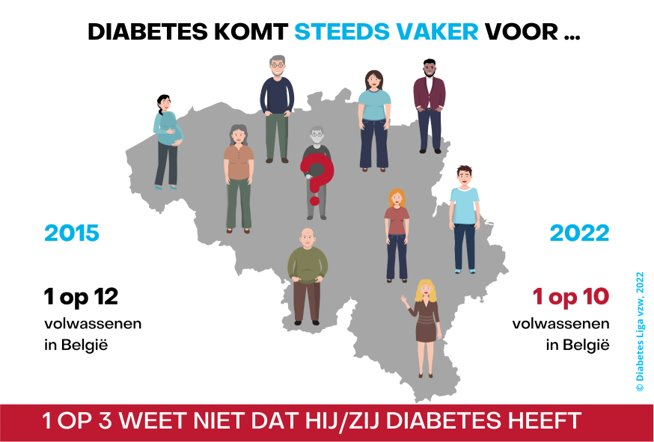 DIABETES KOMT STEEDS VAKER VOOR ...
?
2015
1 op 12
volwassenen
in België
2022
1 op 10
volwassenen
in België
© Diabetes Liga vzw, 2022
1 OP 3 WEET NIET DAT HIJ/ZIJ DIABETES HEEFT